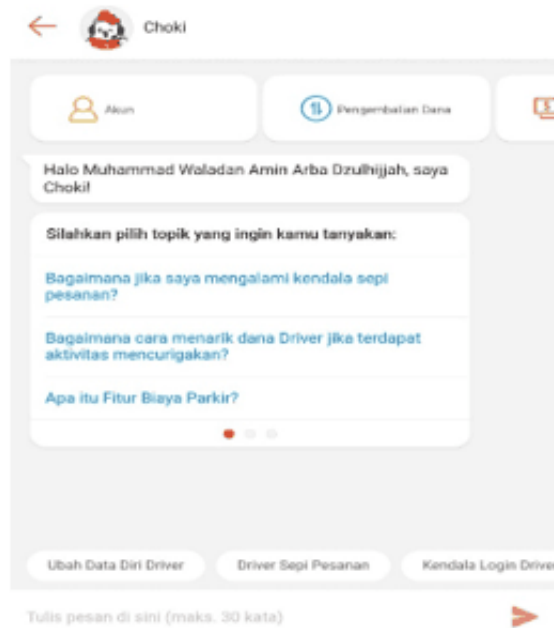 Choki
Akun
Pengembalian Dana
Halo Muhammad Waladan Amin Arba Dzulhijjah, saya
Choki!
Silahkan pilih topik yang ingin kamu tanyakan:
Bagaimana jika saya mengalami kendala sepi
pesanan?
Bagaimana cara menarik dana Driver jika terdapat
aktivitas mencurigakan?
Apa itu Fitur Biaya Parkir?
Ubah Data Diri Driver
Driver Sepi Pesanan
Kendala Login Driver
Tulis pesan di sini (maks. 30 kata)